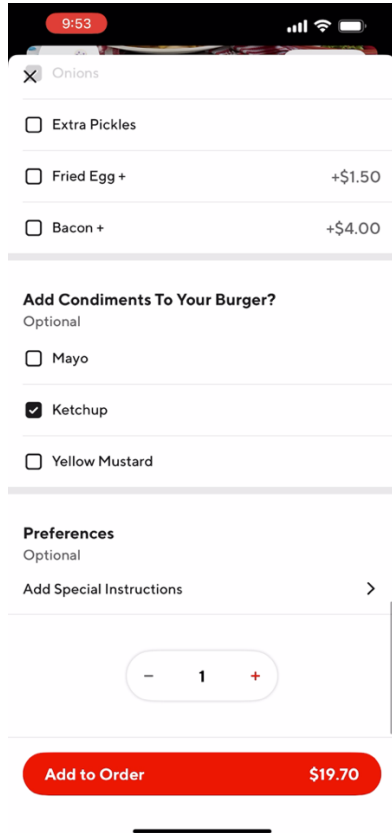 9:53
Onions
Extra Pickles
Fried Egg + +$1.50
Bacon + +$4.00
Add Condiments To Your Burger?
Optional
Mayo
Ketchup
Yellow Mustard
Preferences
Optional
Add Special Instructions
- 1 +
Add to Order $19.70